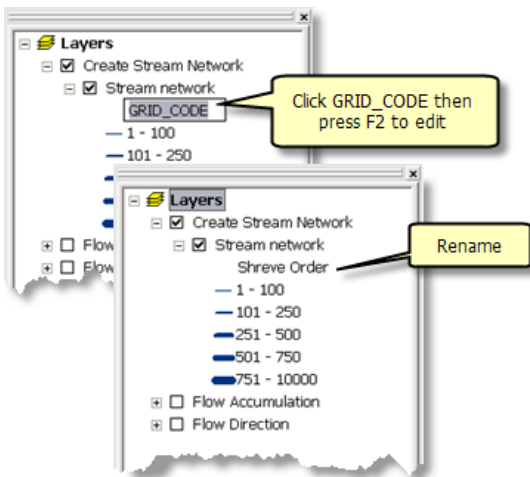 Layers
Create Stream Network
Stream network
GRID_CODE
1 - 100
101 - 250
Flow
Flow
Click GRID_CODE then
press F2 to edit
Layers
Create Stream Network
Stream network
Shreve Order
1 - 100
101 - 250
251 - 500
501 - 750
751 - 10000
Flow Accumulation
Flow Direction
Rename